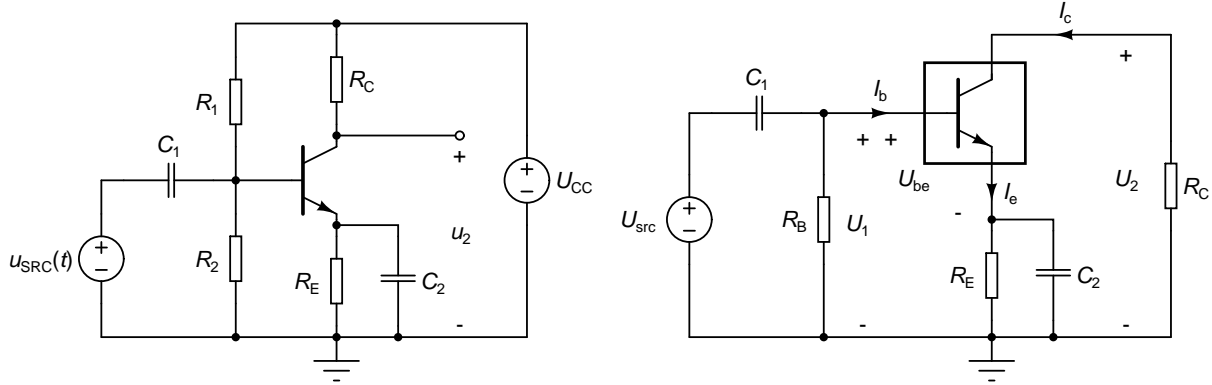 R1
RC
C1
+
−
uSRC(t)
R2
+
u2
RE
C2
-
+
−
UCC
Ic
+
C1
Ib
+ +
+
−
Usrc
RB
U1
Ube
-
Ie
U2
RC
RE
C2
-
-